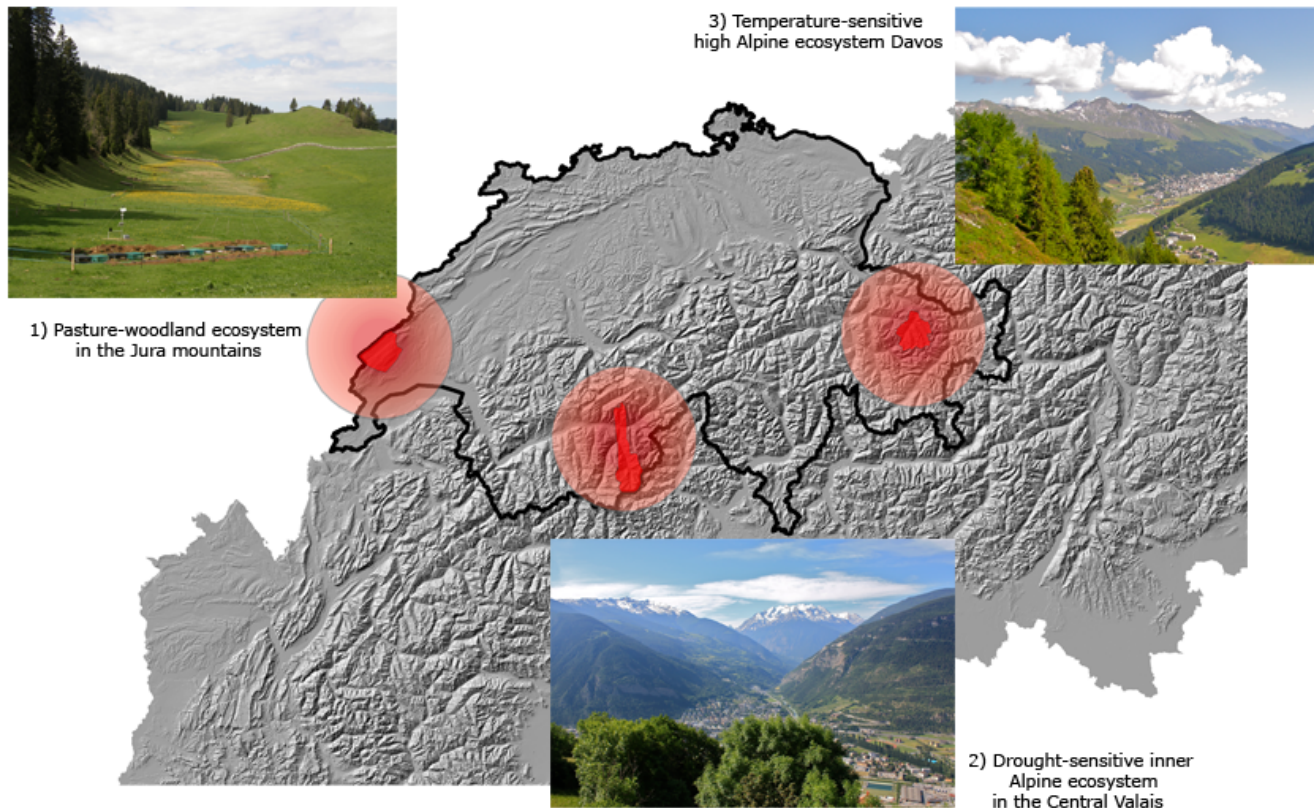 3) Temperature-sensitive
high Alpine ecosystem Davos
1) Pasture-woodland ecosystem
in the Jura mountains
2) Drought-sensitive inner
Alpine ecosystem
in the Central Valais